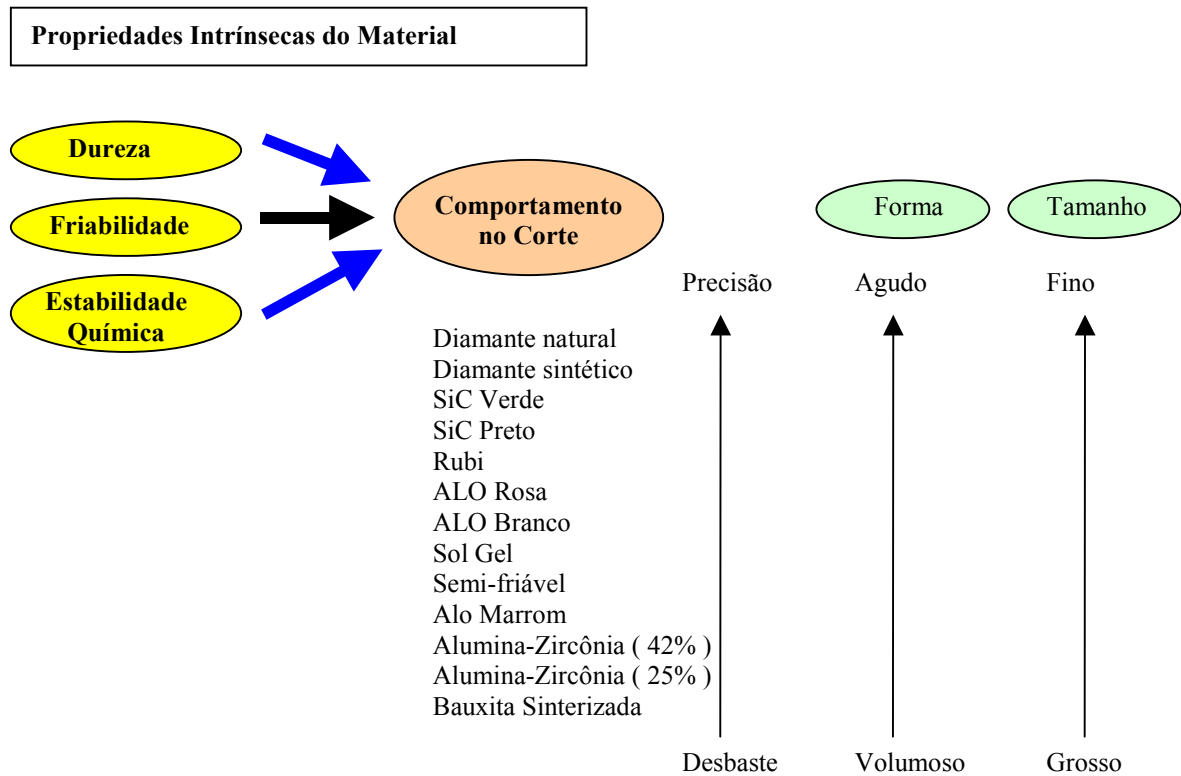 Propriedades Intrínsecas do Material
Dureza
Friabilidade
Estabilidade
Química
Comportamento
no Corte
Forma
Tamanho
Precisão
Agudo
Fino
Diamante natural
Diamante sintético
SiC Verde
SiC Preto
Rubi
ALO Rosa
ALO Branco
Sol Gel
Semi-friável
Alo Marrom
Alumina-Zircônia ( 42% )
Alumina-Zircônia ( 25% )
Bauxita Sinterizada
Desbaste
Volumoso
Grosso